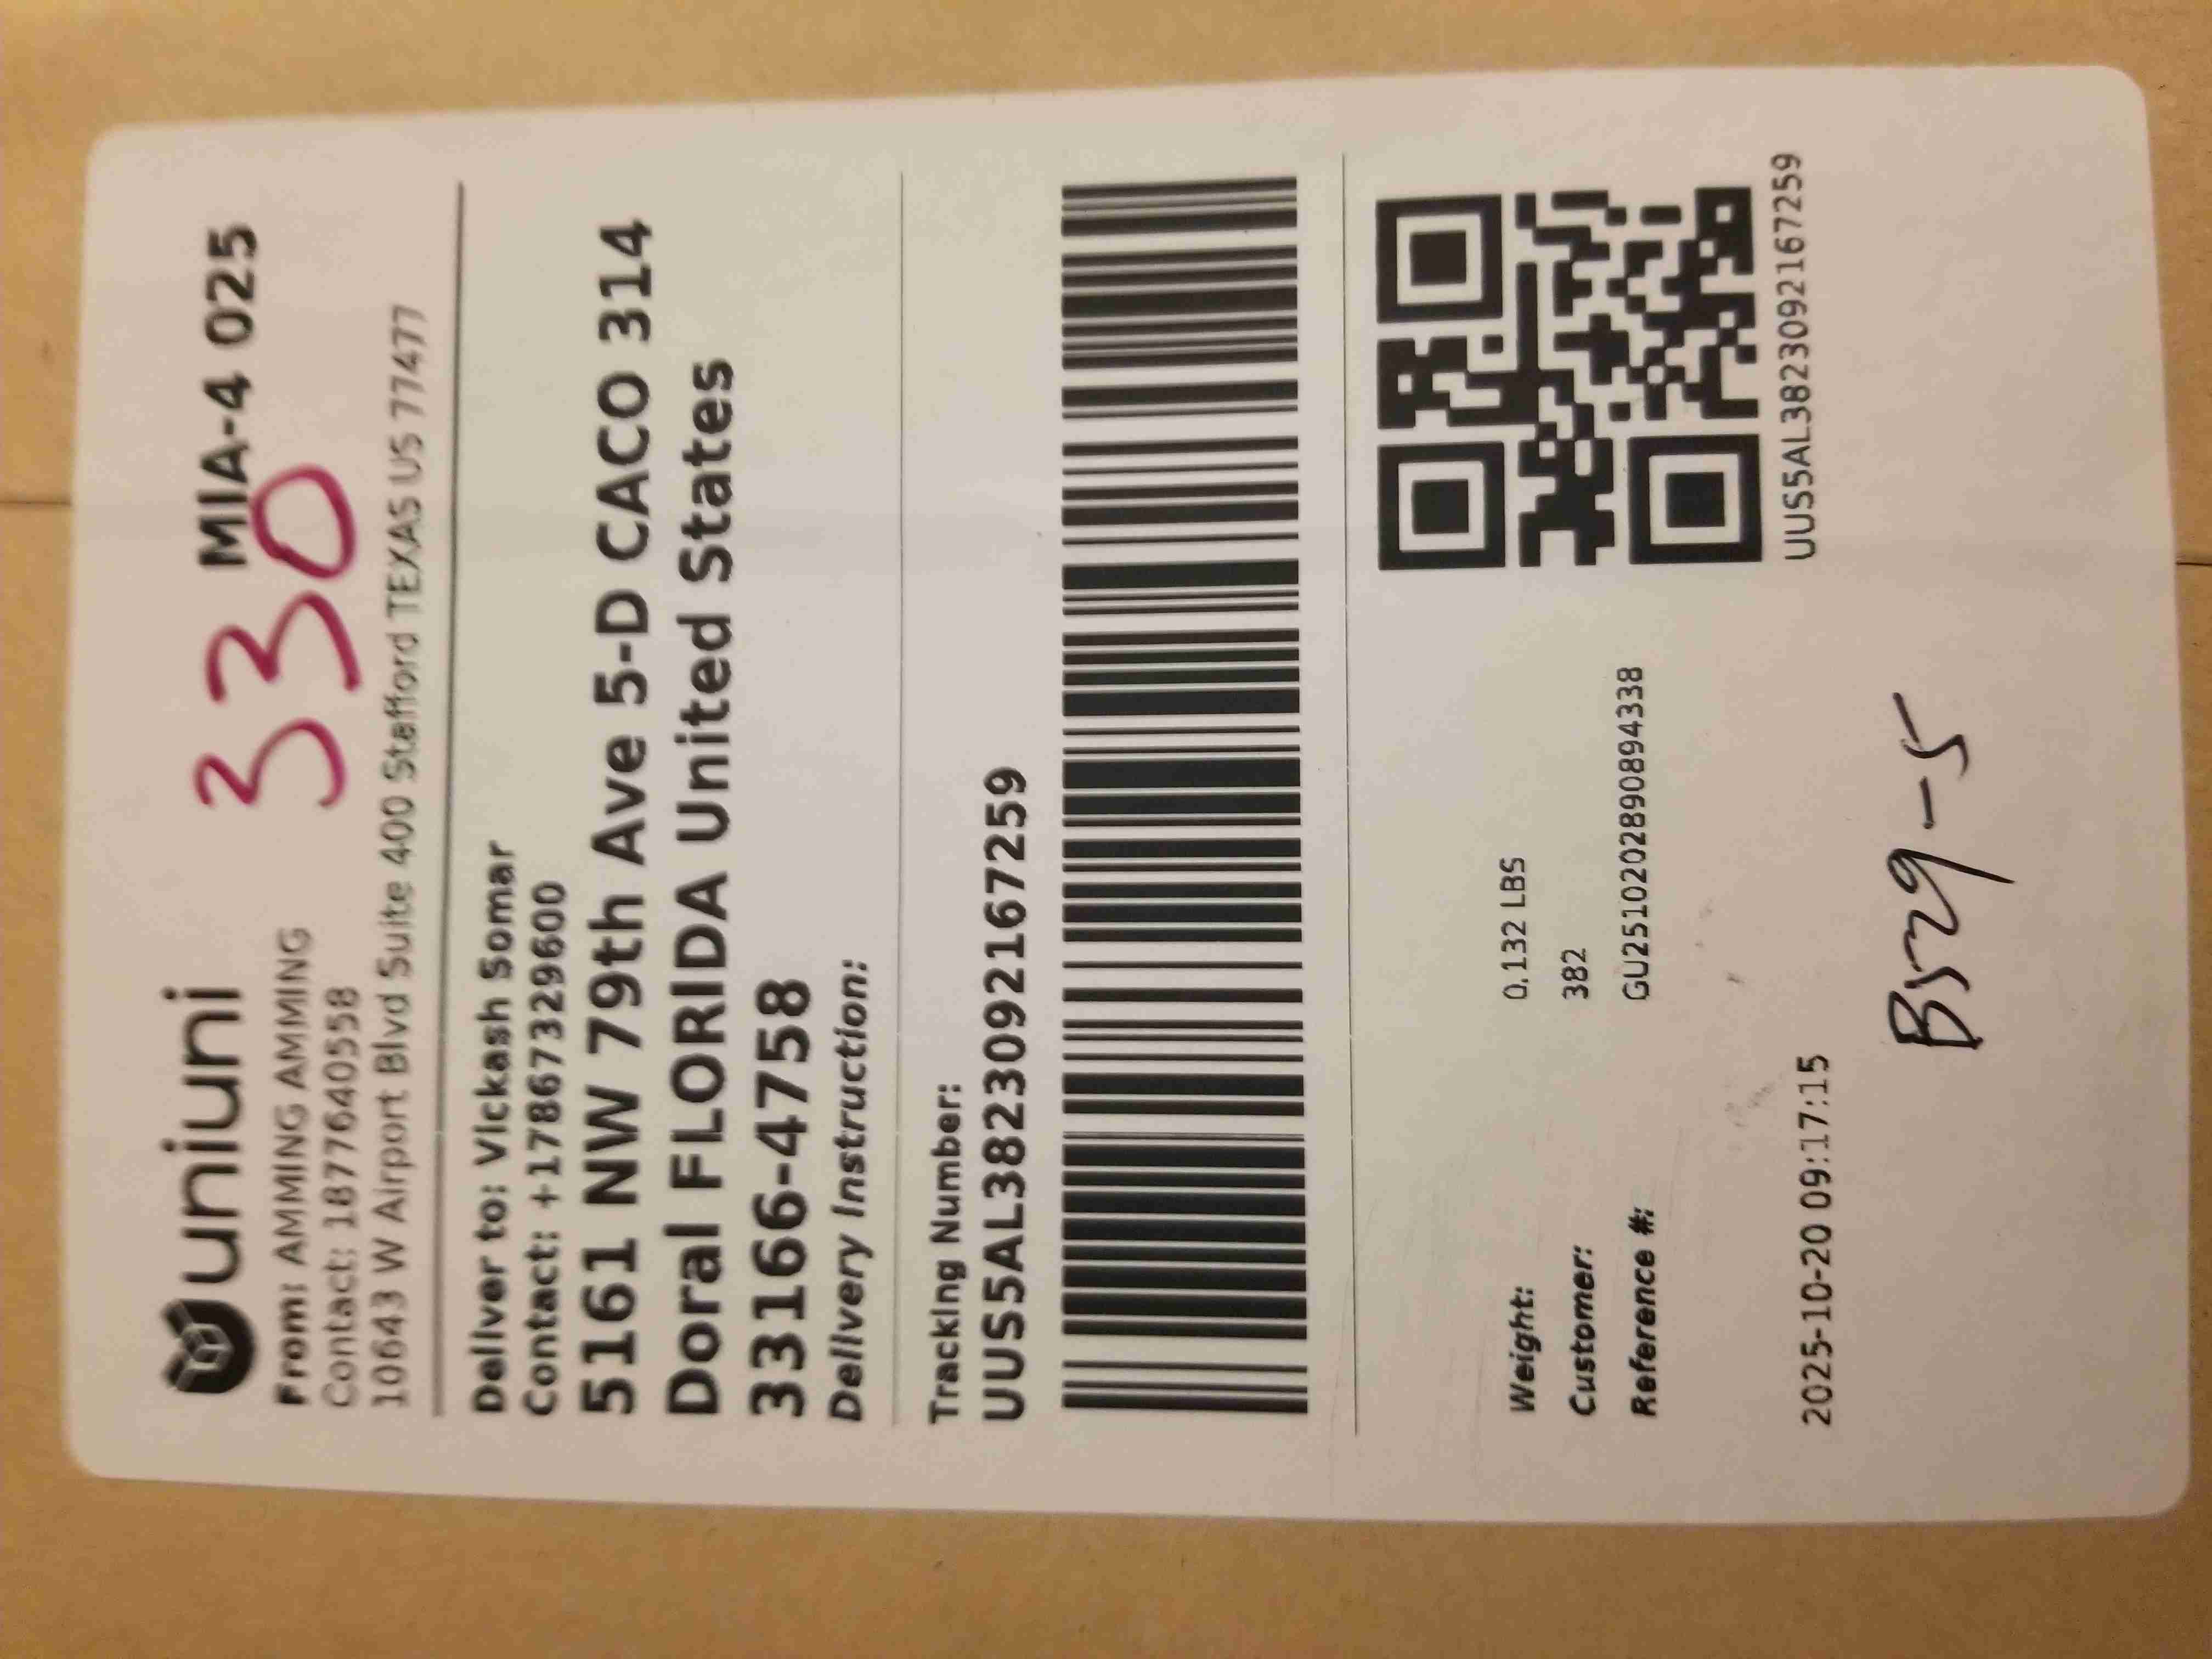 uniuni
MIA-4 025
330
From: AMMING AMMING
Contact: 18777640558
10643 W Airport Blvd Suite 400 Stafford TEXAS US 77477
Deliver to: Vickash Somar
Contact: +17867329600
5161 NW 79th Ave 5-D CACO 314
Doral FLORIDA United States
33166-4758
Delivery Instruction:
Tracking Number:
UUS5AL3823092167259
Weight: 0.132 LBS
Customer: 382
Reference #: GU251020289089​4338
UUS5AL3823092167259
2025-10-20 09:17:15
B529-5